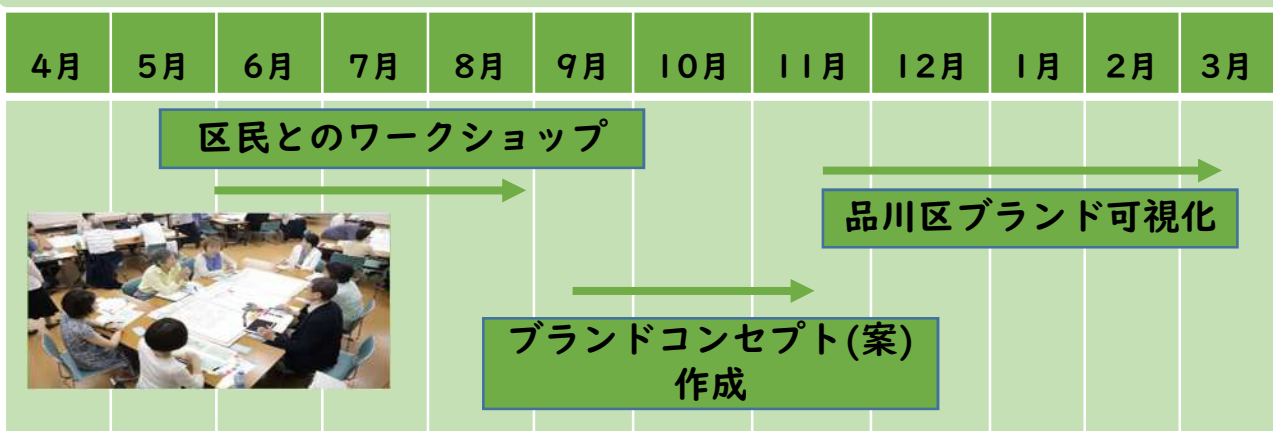 4月 5月 6月 7月 8月 9月 10月 11月 12月 1月 2月 3月
区民とのワークショップ
品川区ブランド可視化
ブランドコンセプト(案)
作成